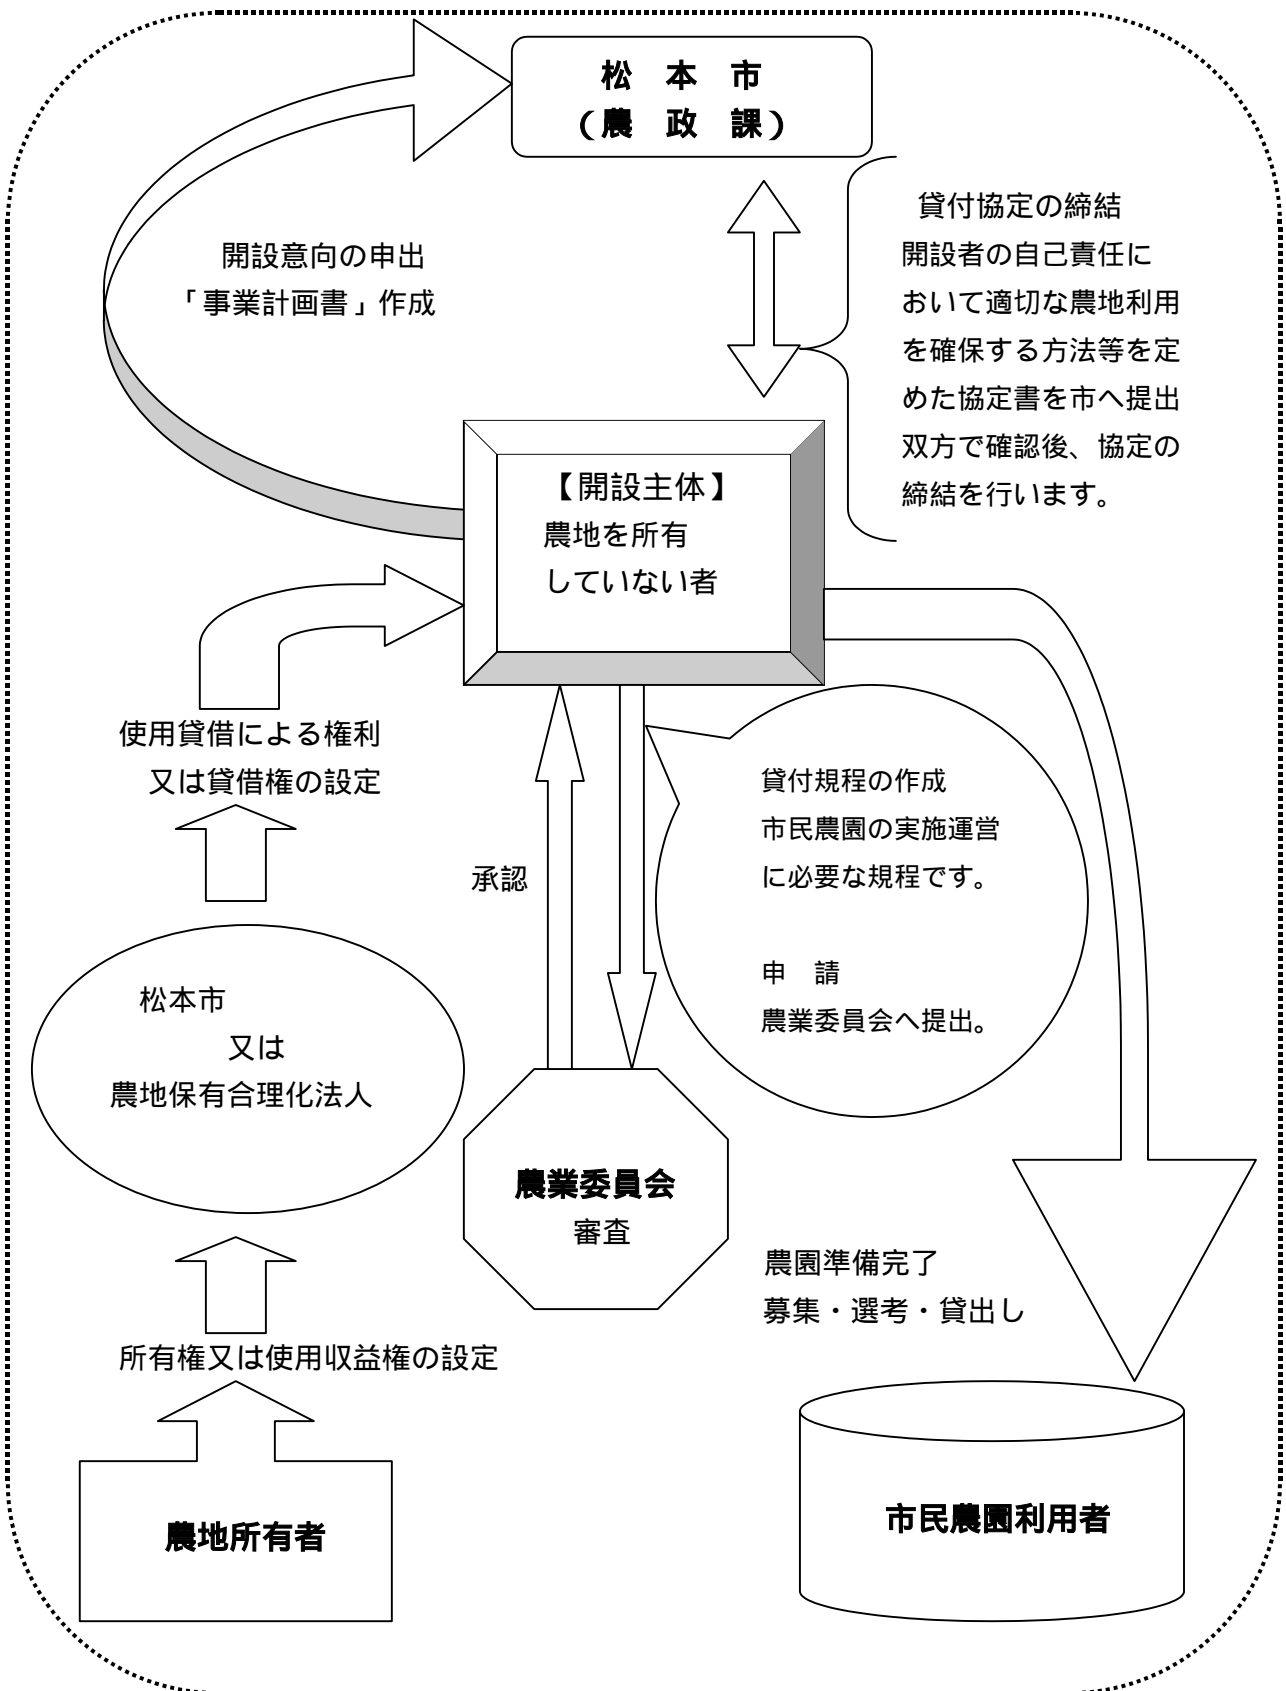 松　本　市
（農　政　課）
貸付協定の締結
開設者の自己責任に
おいて適切な農地利用
を確保する方法等を定
めた協定書を市へ提出
双方で確認後、協定の
締結を行います。
開設意向の申出
「事業計画書」作成
【開設主体】
農地を所有
していない者
使用貸借による権利
又は貸借権の設定
貸付規程の作成
市民農園の実施運営
に必要な規程です。
申　請
農業委員会へ提出。
承認
松本市
又は
農地保有合理化法人
農業委員会
審査
農園準備完了
募集・選考・貸出し
所有権又は使用収益権の設定
農地所有者
市民農園利用者